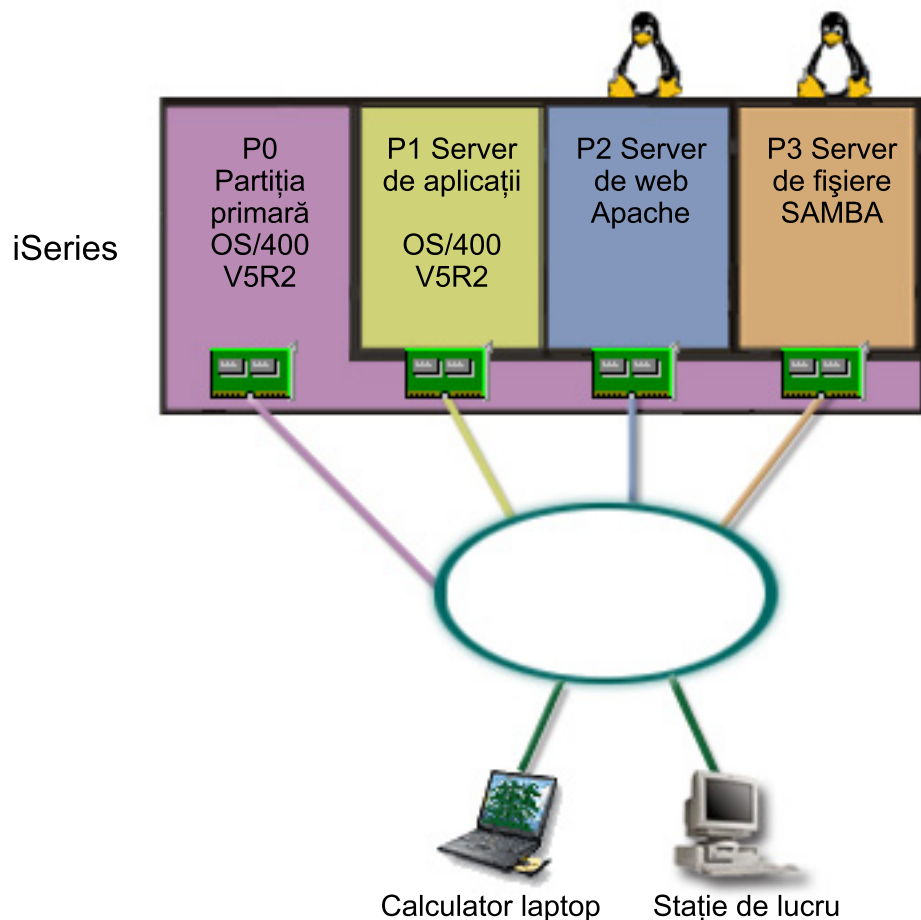 P0
Partiția
primară
OS/400
V5R2
P1 Server
de aplicații
OS/400
V5R2
P2 Server
de web
Apache
P3 Server
de fişiere
SAMBA
iSeries
Calculator laptop
Stație de lucru